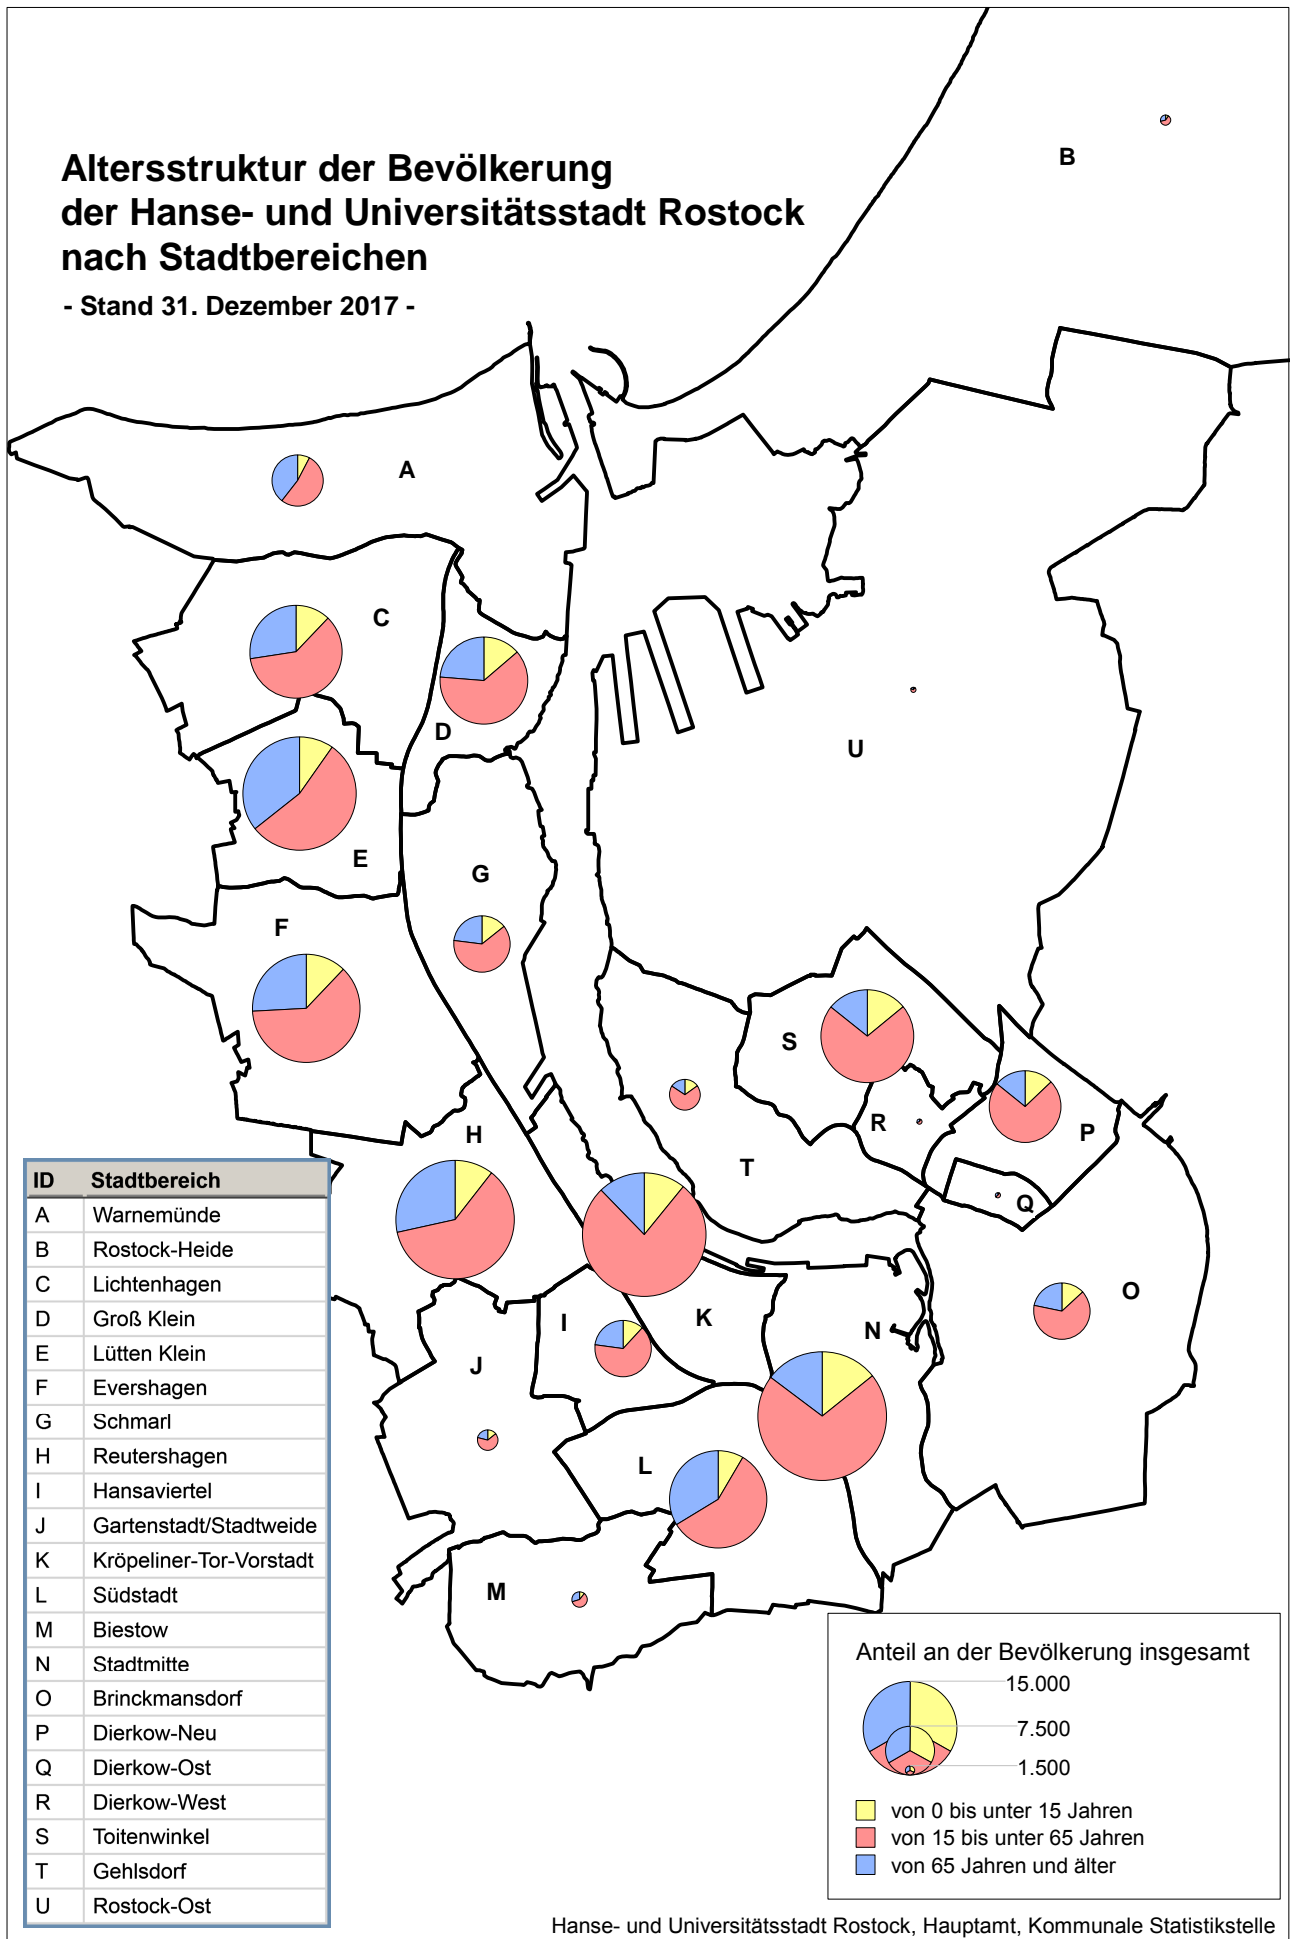 Altersstruktur der Bevölkerung
der Hanse- und Universitätsstadt Rostock
nach Stadtbereichen
- Stand 31. Dezember 2017 -
B
A
C
D
U
E
G
F
S
R
P
H
T
Q
O
I
K
N
J
L
M
ID Stadtbereich
A Warnemünde
B Rostock-Heide
C Lichtenhagen
D Groß Klein
E Lütten Klein
F Evershagen
G Schmarl
H Reutershagen
I Hansaviertel
J Gartenstadt/Stadtweide
K Kröpeliner-Tor-Vorstadt
L Südstadt
M Biestow
N Stadtmitte
O Brinckmansdorf
P Dierkow-Neu
Q Dierkow-Ost
R Dierkow-West
S Toitenwinkel
T Gehlsdorf
U Rostock-Ost
Anteil an der Bevölkerung insgesamt
15.000
7.500
1.500
von 0 bis unter 15 Jahren
von 15 bis unter 65 Jahren
von 65 Jahren und älter
Hanse- und Universitätsstadt Rostock, Hauptamt, Kommunale Statistikstelle